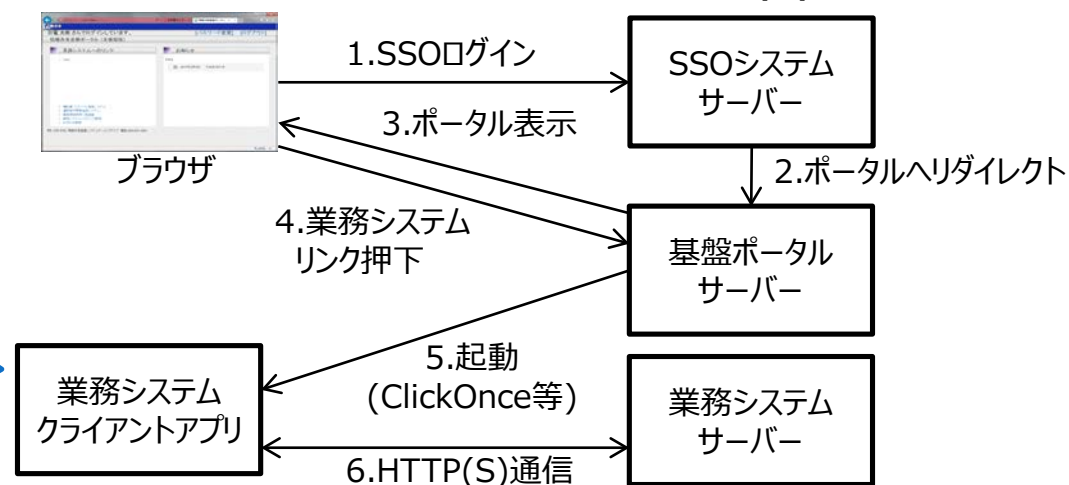 1.SSOログイン
SSOシステム
サーバー
3.ポータル表示
ブラウザ
2.ポータルへリダイレクト
4.業務システム
リンク押下
基盤ポータル
サーバー
5.起動
(ClickOnce等)
業務システム
クライアントアプリ
業務システム
サーバー
6.HTTP(S)通信